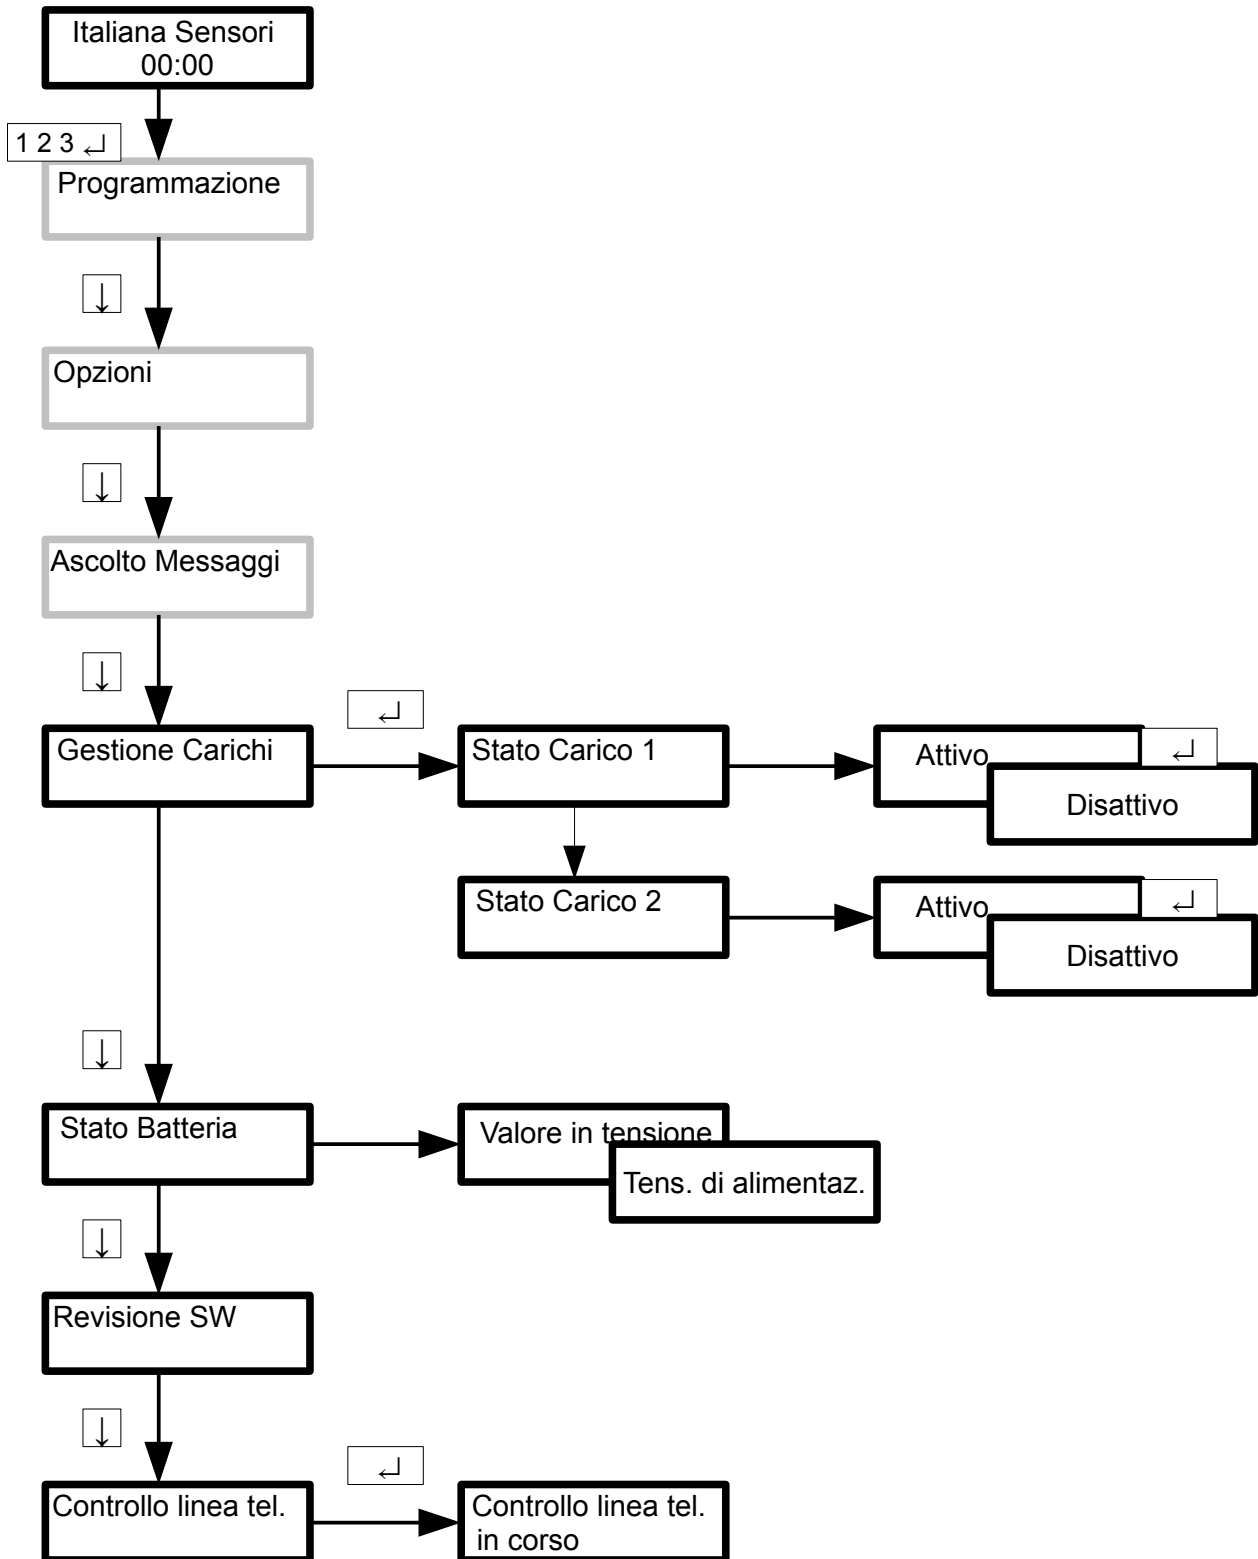 Italiana Sensori
00:00
1 2 3 ↵
Programmazione
↓
Opzioni
↓
Ascolto Messaggi
↓
↵
Gestione Carichi
Stato Carico 1
Attivo
↵
Disattivo
Stato Carico 2
Attivo
↵
Disattivo
↓
Stato Batteria
Valore in tensione
Tens. di alimentaz.
↓
Revisione SW
↓
↵
Controllo linea tel.
Controllo linea tel.
in corso